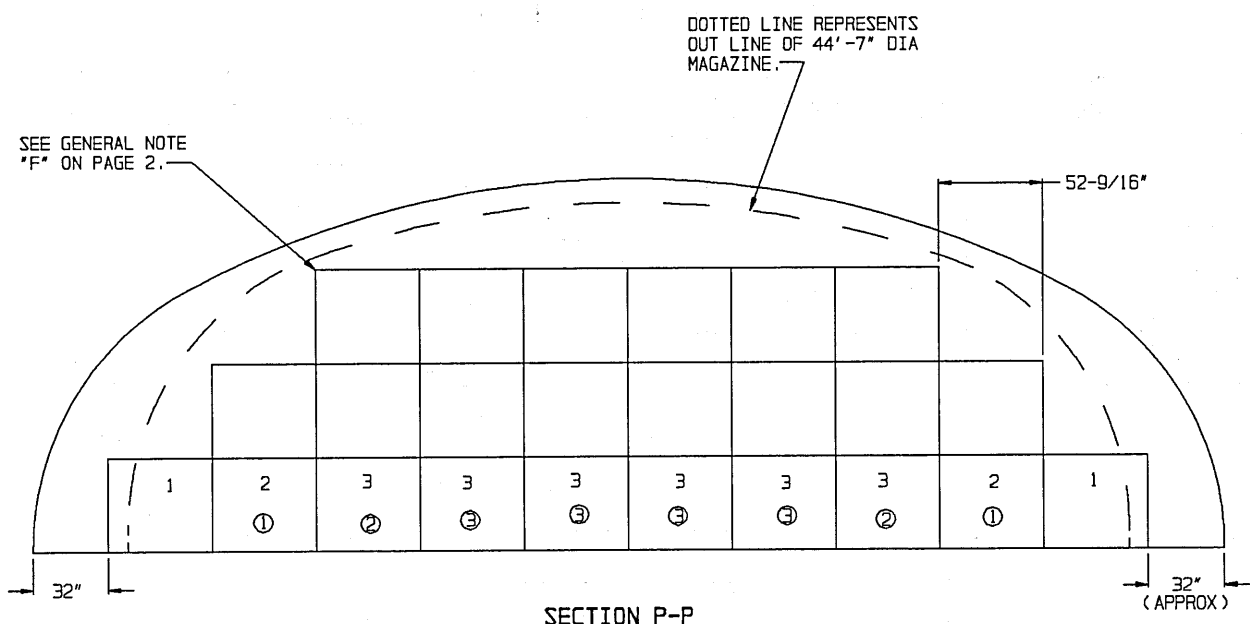 DOTTED LINE REPRESENTS
OUT LINE OF 44'-7" DIA
MAGAZINE.
SEE GENERAL NOTE
"F" ON PAGE 2.
52-9/16"
1 2 3 3 3 3 3 3 2 1
① ② ③ ③ ③ ③ ② ①
32"
32"
(APPROX)
SECTION P-P